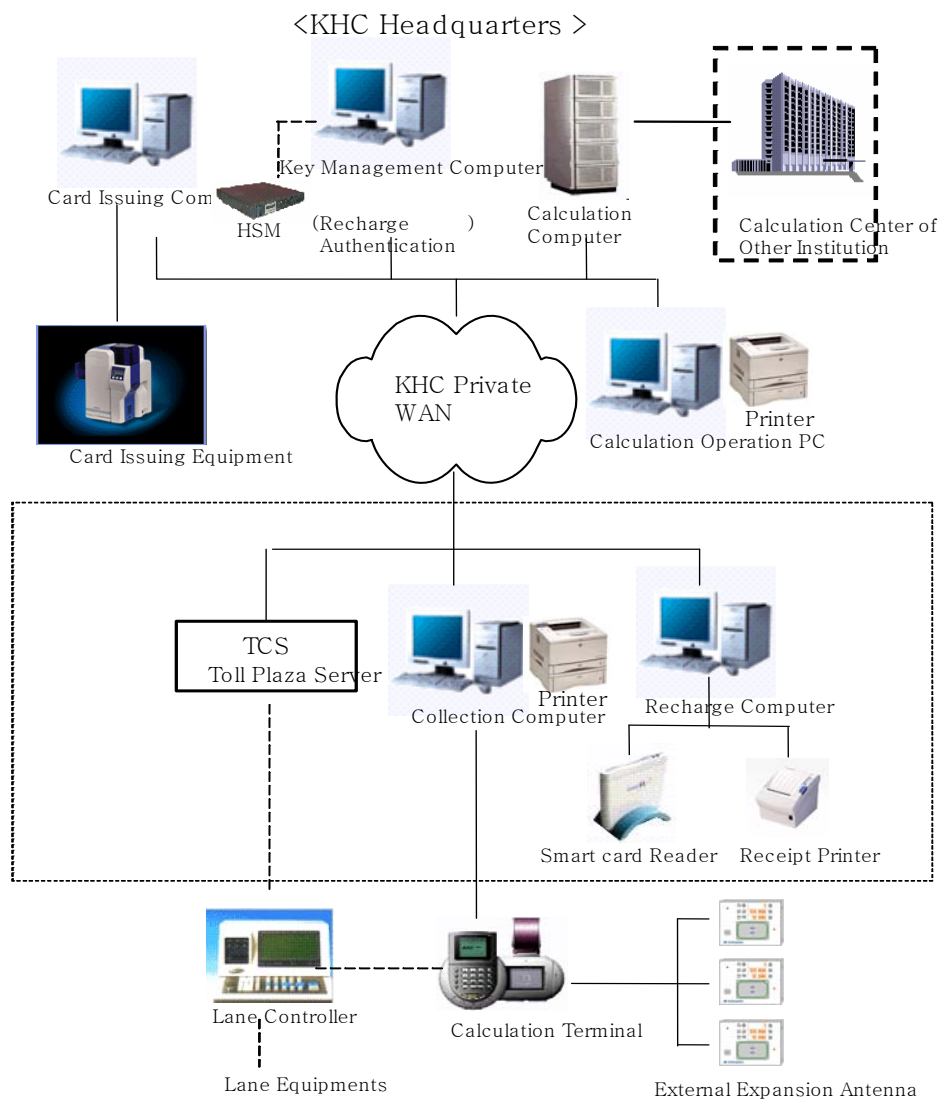 <KHC Headquarters >
Key Management Computer
Card Issuing Com
HSM
(Recharge )
Authentication
Calculation
Computer
Calculation Center of
Other Institution
KHC Private
WAN
Printer
Calculation Operation PC
Card Issuing Equipment
TCS
Toll Plaza Server
Printer
Collection Computer
Recharge Computer
Smart card Reader
Receipt Printer
Lane Controller
Calculation Terminal
Lane Equipments
External Expansion Antenna